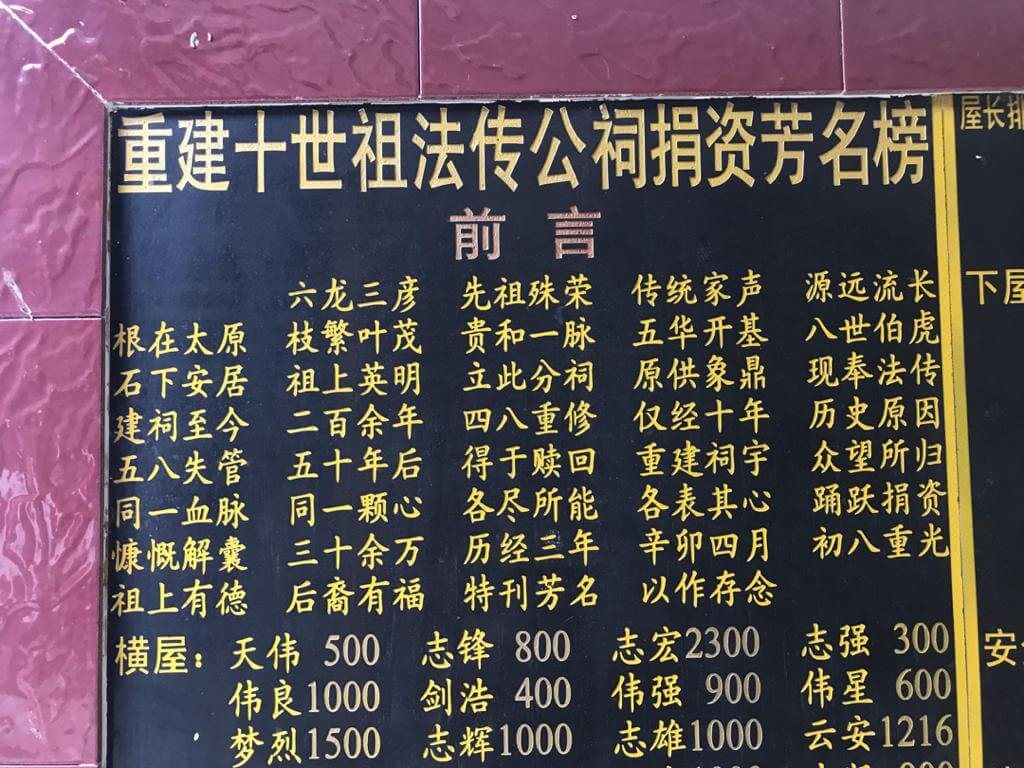 重建十世祖法传公祠捐资芳名榜
前言
六龙三彦 先祖殊荣 传统家声 源远流长
根在太原 枝繁叶茂 贵和一脉 五华开基 八世伯虎
石下安居 祖上英明 立此分祠 原供象鼎 现奉法传
建祠至今 二百余年 四八重修 仅经十年 历史原因
五八失管 五十年后 得于赎回 重建祠宇 众望所归
同一血脉 同一颗心 各尽所能 各表其心 踊跃捐资
慷慨解囊 三十余万 历经三年 辛卯四月 初八重光
祖上有德 后裔有福 特刊芳名 以作存念
横屋：天伟 500 志锋 800 志宏2300 志强 300
伟良1000 剑浩 400 伟强 900 伟星 600
梦烈1500 志辉1000 志雄1000 云安1216
屋长排
下屋
安